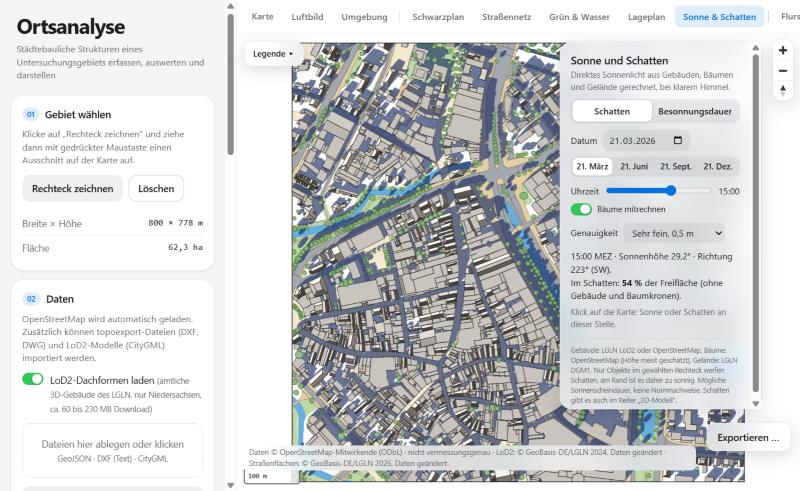 Ortsanalyse
Städtebauliche Strukturen eines
Untersuchungsgebiets erfassen, auswerten und
darstellen
01 Gebiet wählen
Klicke auf „Rechteck zeichnen“ und ziehe
dann mit gedrückter Maustaste einen
Ausschnitt auf der Karte auf.
Rechteck zeichnen Löschen
Breite × Höhe 800 × 778 m
Fläche 62,3 ha
02 Daten
OpenStreetMap wird automatisch geladen.
Zusätzlich können topoexport-Dateien (DXF,
DWG) und LoD2-Modelle (CityGML)
importiert werden.
LoD2-Dachformen laden (amtliche
3D-Gebäude des LGLN, nur Niedersachsen,
ca. 60 bis 230 MB Download)
Dateien hier ablegen oder klicken
GeoJSON · DXF (Text) · CityGML
Karte Luftbild Umgebung Schwarzplan Straßennetz Grün & Wasser Lageplan Sonne & Schatten Flurs
Legende
Sonne und Schatten
Direktes Sonnenlicht aus Gebäuden, Bäumen
und Gelände gerechnet, bei klarem Himmel.
Schatten Besonnungsdauer
Datum 21.03.2026
21. März 21. Juni 21. Sept. 21. Dez.
Uhrzeit 15:00
Bäume mitrechnen
Genauigkeit Sehr fein, 0,5 m
15:00 MEZ · Sonnenhöhe 29,2° · Richtung
223° (SW).
Im Schatten: 54 % der Freifläche (ohne
Gebäude und Baumkronen).
Klick auf die Karte: Sonne oder Schatten an
dieser Stelle.
Gebäude: LGLN LoD2 oder OpenStreetMap, Bäume:
OpenStreetMap (Höhe meist geschätzt), Gelände: LGLN
DGM1. Nur Objekte im gewählten Rechteck werfen
Schatten, am Rand ist es daher zu sonnig. Mögliche
Sonnenscheindauer, keine Normnachweise. Schatten
gibt es auch im Reiter „3D-Modell“.
Exportieren ...
Daten © OpenStreetMap-Mitwirkende (ODbL) · nicht vermessungsgenau · LoD2: © GeoBasis-DE/LGLN 2024, Daten geändert ·
Straßenflächen: © GeoBasis-DE/LGLN 2026, Daten geändert
100 m